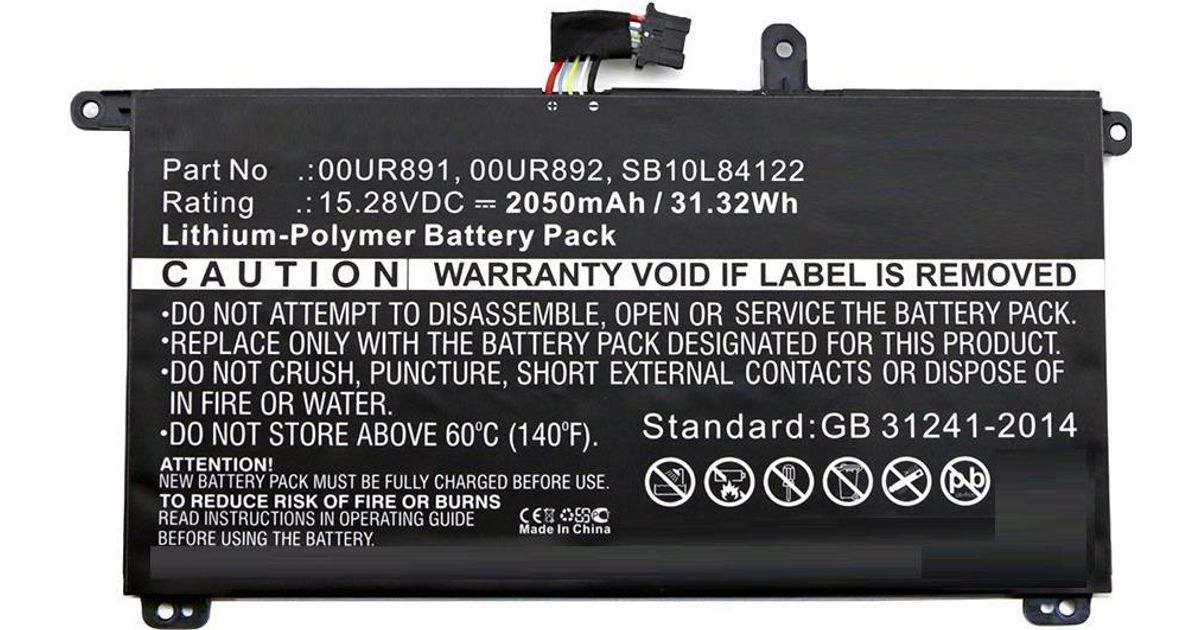 Part No .:00UR891, 00UR892, SB10L84122
Rating .:15.28VDC ⎓ 2050mAh / 31.32Wh
Lithium-Polymer Battery Pack
CAUTION WARRANTY VOID IF LABEL IS REMOVED
•DO NOT ATTEMPT TO DISASSEMBLE, OPEN OR SERVICE THE BATTERY PACK.
•REPLACE ONLY WITH THE BATTERY PACK DESIGNATED FOR THIS PRODUCT.
•DO NOT CRUSH, PUNCTURE, SHORT EXTERNAL CONTACTS OR DISPOSE OF
IN FIRE OR WATER.
•DO NOT STORE ABOVE 60ºC (140ºF).
Standard:GB 31241-2014
ATTENTION!
NEW BATTERY PACK MUST BE FULLY CHARGED BEFORE USE.
TO REDUCE RISK OF FIRE OR BURNS
READ INSTRUCTIONS IN OPERATING GUIDE
BEFORE USING THE BATTERY.
CE
Made In China
Pb